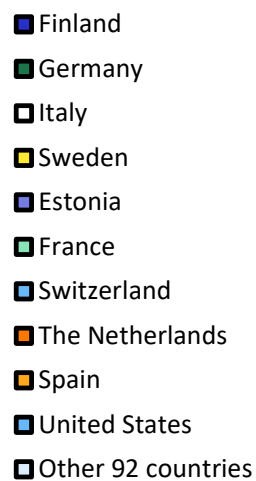 Finland
Germany
Italy
Sweden
Estonia
France
Switzerland
The Netherlands
Spain
United States
Other 92 countries